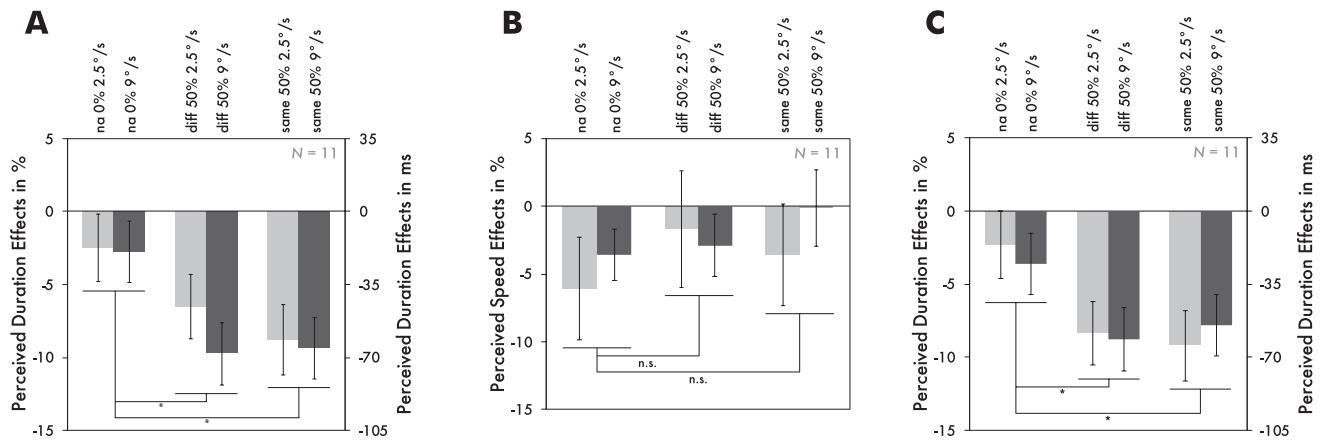 A
na 0% 2.5°/s
na 0% 9°/s
diff 50% 2.5°/s
diff 50% 9°/s
same 50% 2.5°/s
same 50% 9°/s
Perceived Duration Effects in %
5
0
-5
-10
-15
N = 11
*
*
35
0
-35
-70
-105
Perceived Duration Effects in ms
B
na 0% 2.5°/s
na 0% 9°/s
diff 50% 2.5°/s
diff 50% 9°/s
same 50% 2.5°/s
same 50% 9°/s
Perceived Speed Effects in %
5
0
-5
-10
-15
N = 11
n.s.
n.s.
C
na 0% 2.5°/s
na 0% 9°/s
diff 50% 2.5°/s
diff 50% 9°/s
same 50% 2.5°/s
same 50% 9°/s
Perceived Duration Effects in %
5
0
-5
-10
-15
N = 11
*
*
35
0
-35
-70
-105
Perceived Duration Effects in ms